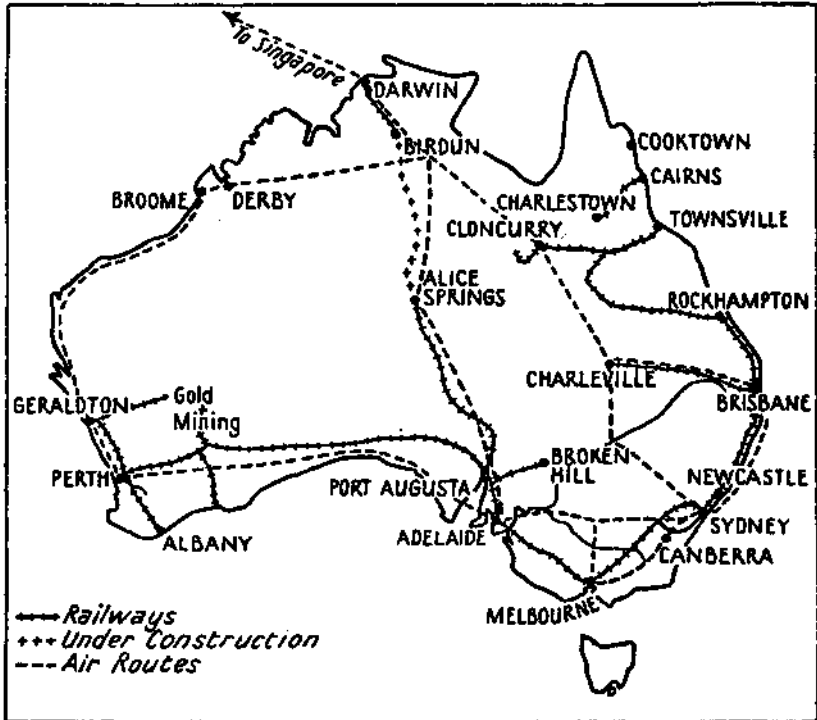 To Singapore
DARWIN
BIRDUN
COOKTOWN
CAIRNS
BROOME
DERBY
CHARLESTOWN
CLONCURRY
TOWNSVILLE
ALICE
SPRINGS
ROCKHAMPTON
CHARLEVILLE
BRISBANE
GERALDTON
Gold
Mining
PERTH
PORT AUGUSTA
BROKEN
HILL
NEWCASTLE
ALBANY
ADELAIDE
SYDNEY
CANBERRA
MELBOURNE
Railways
Under Construction
Air Routes